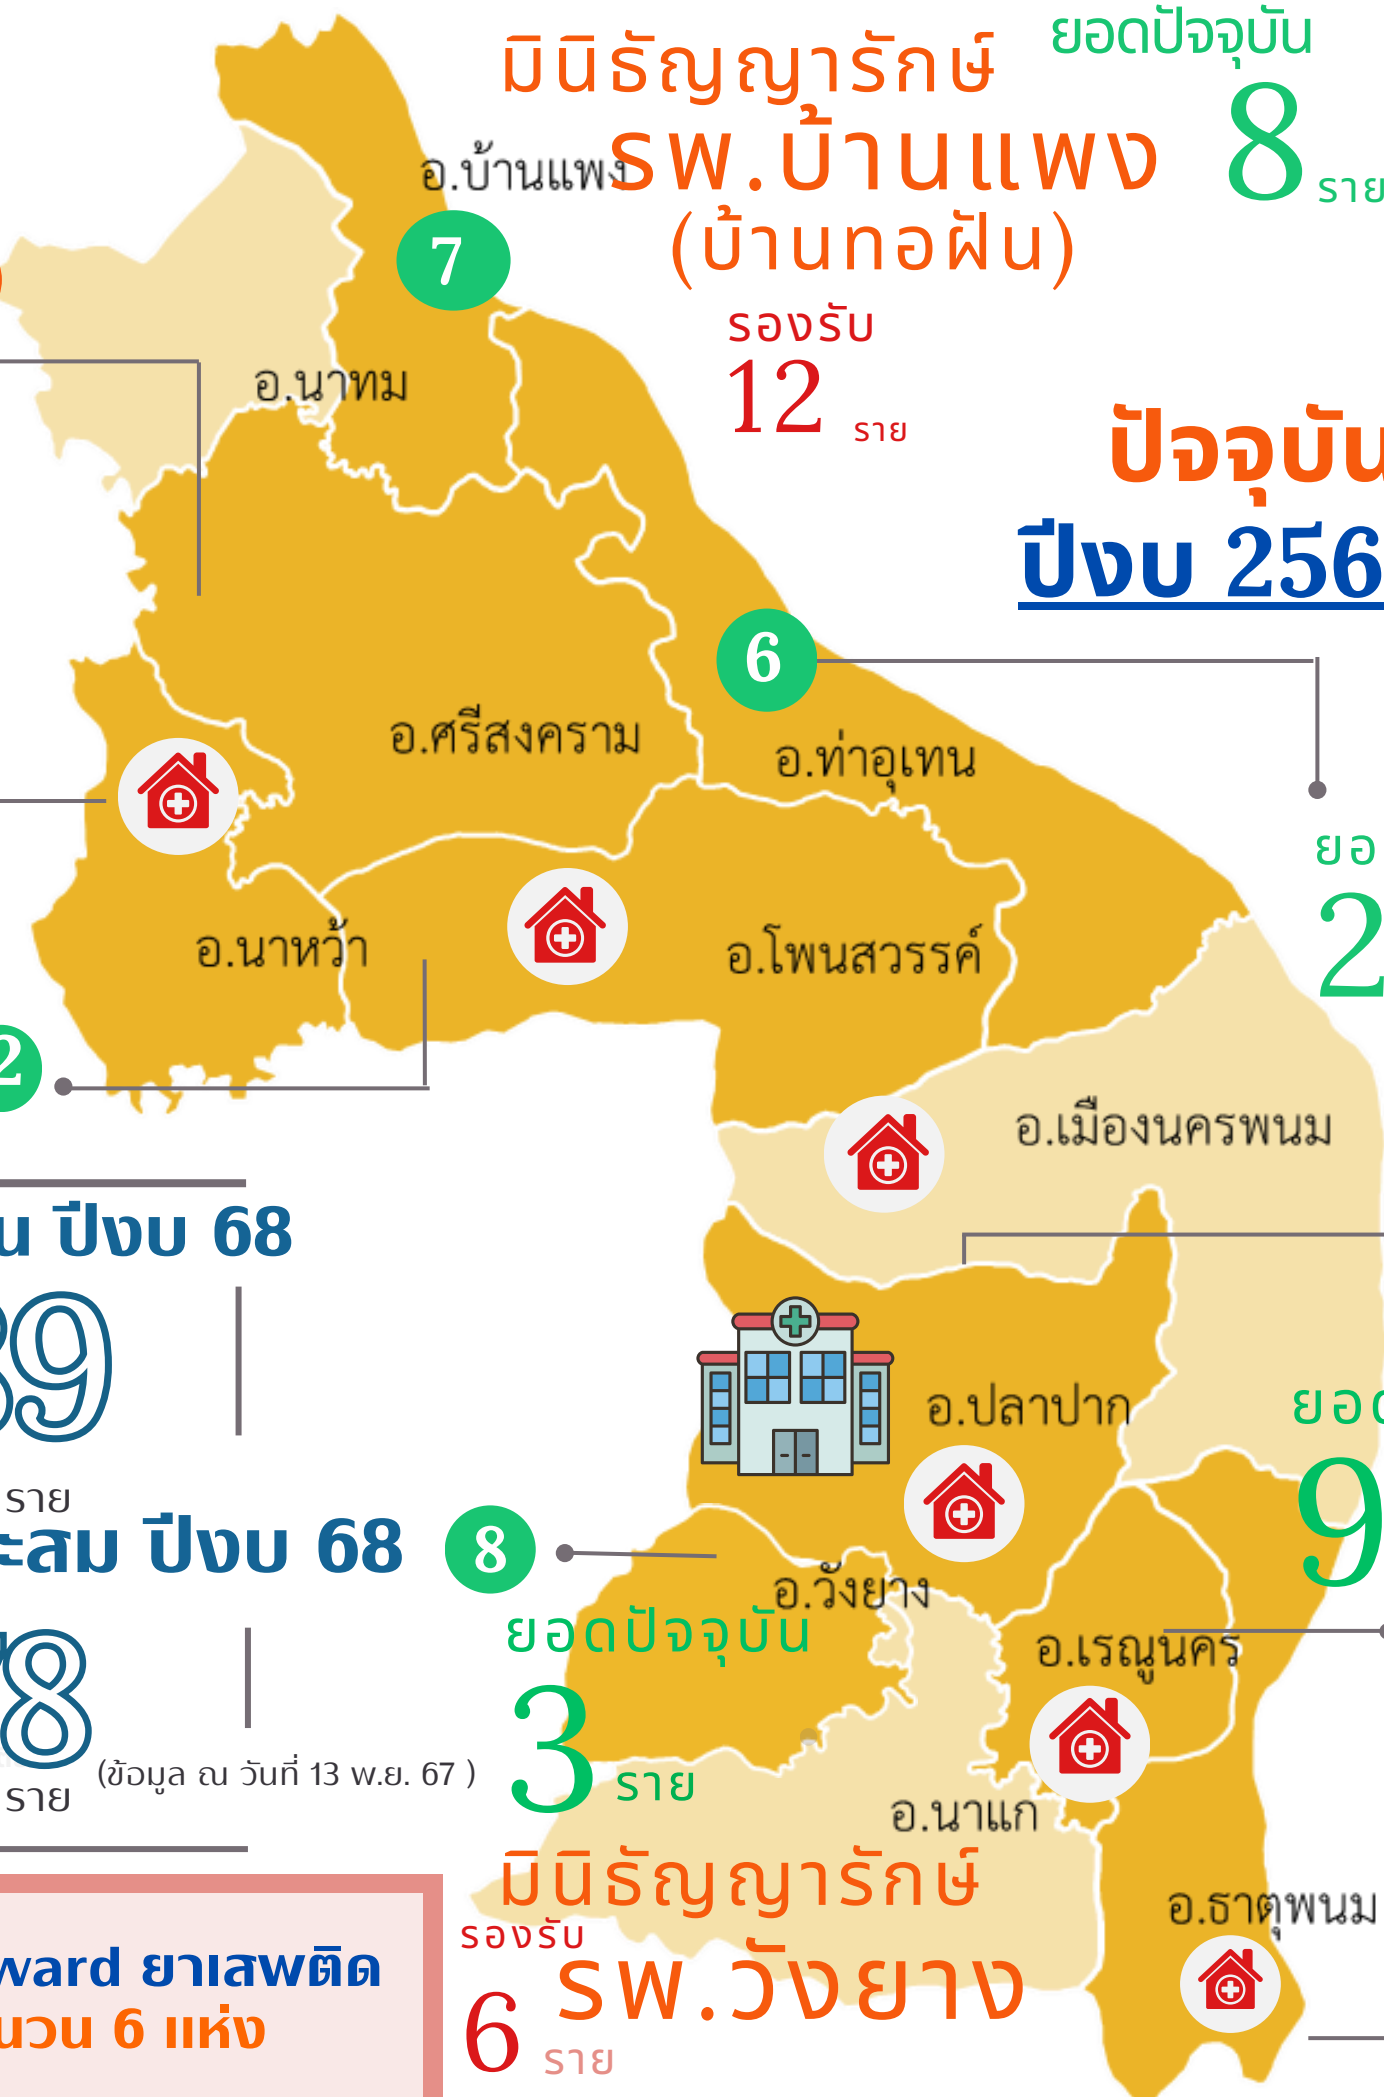 มินิธัญญารักษ์
รพ.บ้านแพง
(บ้านทอฝัน)
ยอดปัจจุบัน
8 ราย
อ.บ้านแพง
7
รองรับ
12 ราย
อ.นาทม
ปัจจุบัน
ปีงบ 256
6
อ.ศรีสงคราม
อ.ท่าอุเทน
ยอ
2
อ.นาหว้า
อ.โพนสวรรค์
2
อ.เมืองนครพนม
น ปีงบ 68
39
ราย
อ.ปลาปาก
ยอด
9
ะสม ปีงบ 68
8
อ.วังยาง
ยอดปัจจุบัน
3 ราย
อ.เรณูนคร
8
ราย
(ข้อมูล ณ วันที่ 13 พ.ย. 67 )
อ.นาแก
มินิธัญญารักษ์
รพ.วังยาง
รองรับ
6 ราย
อ.ธาตุพนม
ward ยาเสพติด
นวน 6 แห่ง